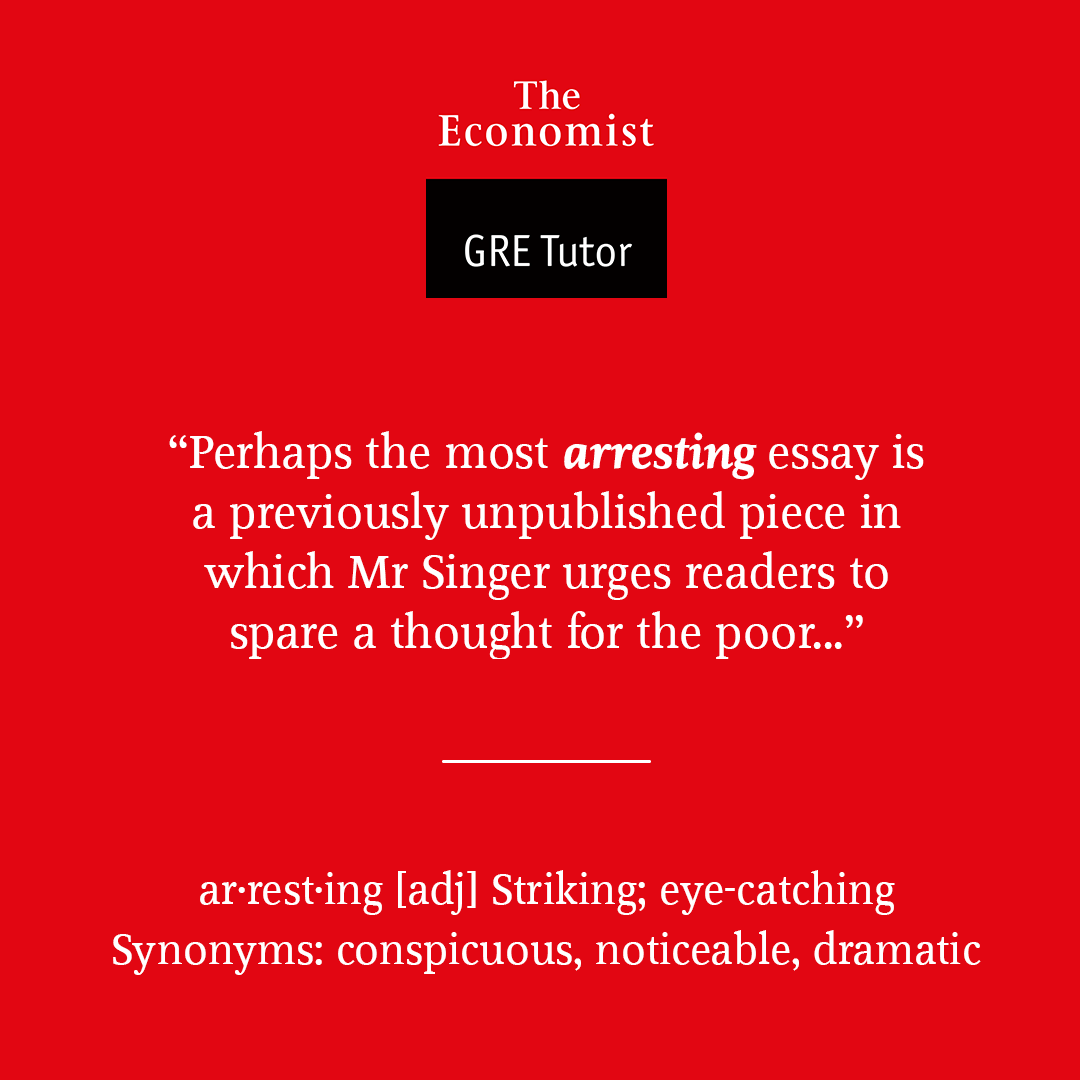 The
Economist
GRE Tutor
“Perhaps the most arresting essay is
a previously unpublished piece in
which Mr Singer urges readers to
spare a thought for the poor...”
ar·rest·ing [adj] Striking; eye-catching
Synonyms: conspicuous, noticeable, dramatic